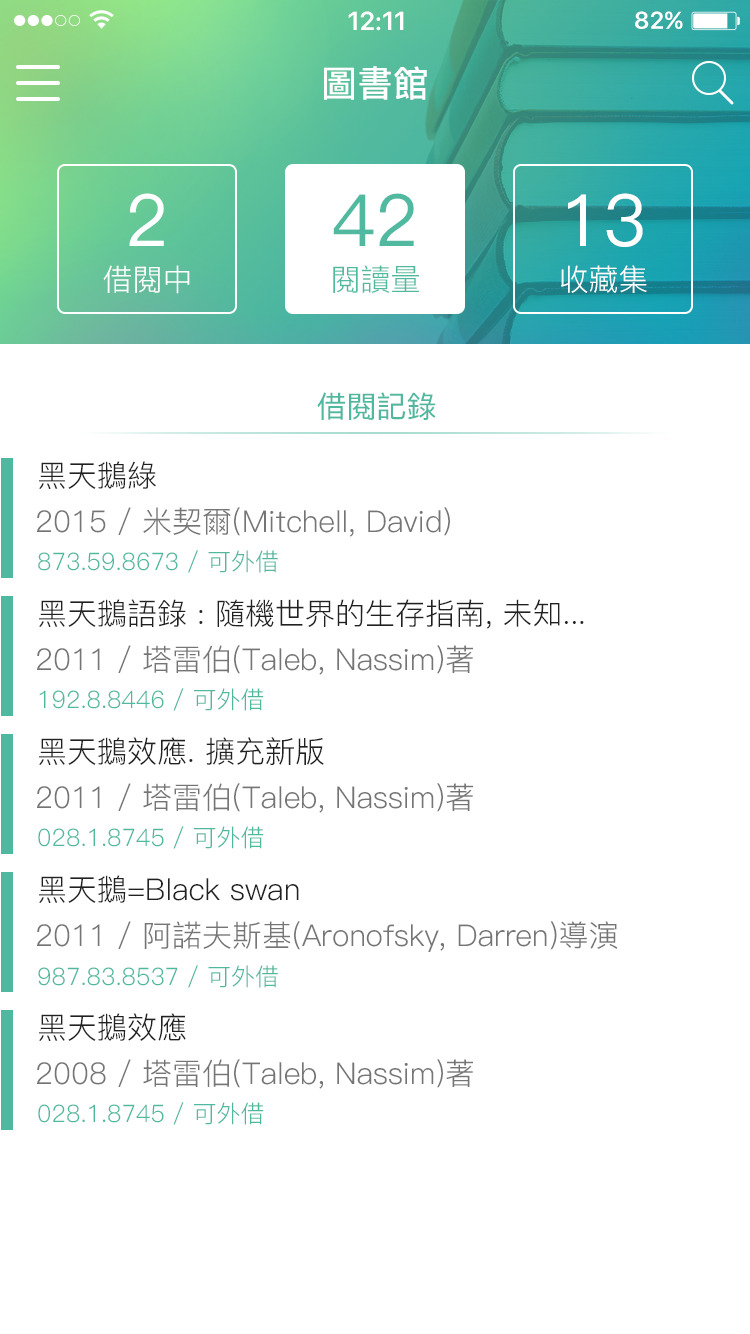 12:11
82%
圖書館
2
借閱中
42
閱讀量
13
收藏集
借閱記錄
黑天鵝綠
2015 / 米契爾(Mitchell, David)
873.59.8673 / 可外借
黑天鵝語錄 : 隨機世界的生存指南, 未知...
2011 / 塔雷伯(Taleb, Nassim)著
192.8.8446 / 可外借
黑天鵝效應. 擴充新版
2011 / 塔雷伯(Taleb, Nassim)著
028.1.8745 / 可外借
黑天鵝=Black swan
2011 / 阿諾夫斯基(Aronofsky, Darren)導演
987.83.8537 / 可外借
黑天鵝效應
2008 / 塔雷伯(Taleb, Nassim)著
028.1.8745 / 可外借